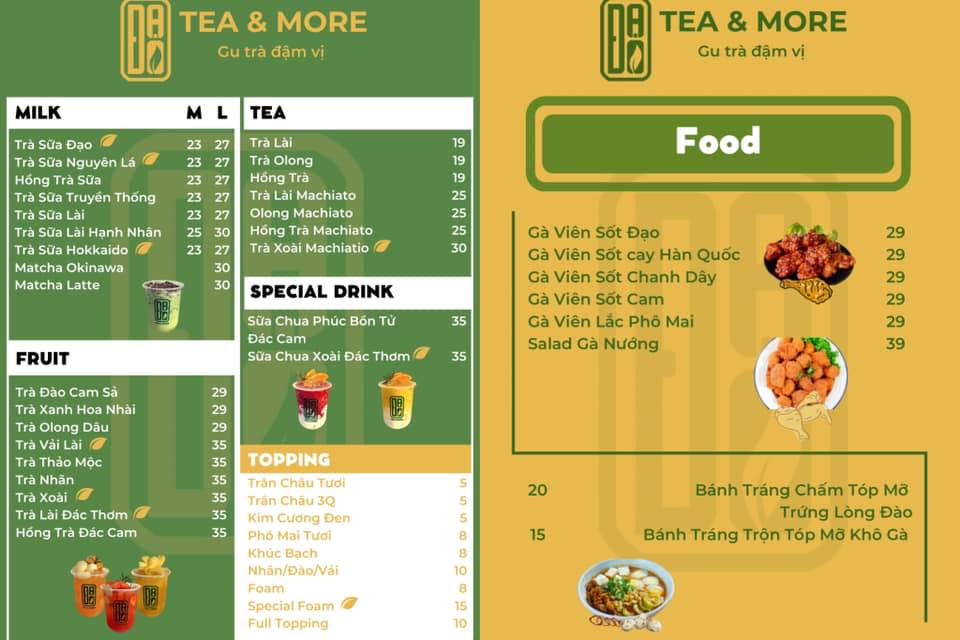 ĐẠO
TEA & MORE
Gu trà đậm vị
MILK M L
Trà Sữa Đạo 23 27
Trà Sữa Nguyên Lá 23 27
Hồng Trà Sữa 23 27
Trà Sữa Truyền Thống 23 27
Trà Sữa Lài 23 27
Trà Sữa Lài Hạnh Nhân 25 30
Trà Sữa Hokkaido 23 27
Matcha Okinawa 30
Matcha Latte 30
FRUIT
Trà Đào Cam Sả 29
Trà Xanh Hoa Nhài 29
Trà Olong Dâu 29
Trà Vải Lài 35
Trà Thảo Mộc 35
Trà Nhãn 35
Trà Xoài 35
Trà Lài Đác Thơm 35
Hồng Trà Đác Cam 35
TEA
Trà Lài 19
Trà Olong 19
Hồng Trà 19
Trà Lài Machiato 25
Olong Machiato 25
Hồng Trà Machiato 25
Trà Xoài Machiatio 30
SPECIAL DRINK
Sữa Chua Phúc Bồn Tử 35
Đác Cam
Sữa Chua Xoài Đác Thơm 35
TOPPING
Trân Châu Tươi 5
Trân Châu 3Q 5
Kim Cương Đen 5
Phô Mai Tươi 8
Khúc Bạch 8
Nhãn/Đào/Vải 10
Foam 8
Special Foam 15
Full Topping 10
ĐẠO
TEA & MORE
Gu trà đậm vị
Food
Gà Viên Sốt Đạo 29
Gà Viên Sốt cay Hàn Quốc 29
Gà Viên Sốt Chanh Dây 29
Gà Viên Sốt Cam 29
Gà Viên Lắc Phô Mai 29
Salad Gà Nướng 39
20 Bánh Tráng Chấm Tóp Mỡ
Trứng Lòng Đào
15 Bánh Tráng Trộn Tóp Mỡ Khô Gà